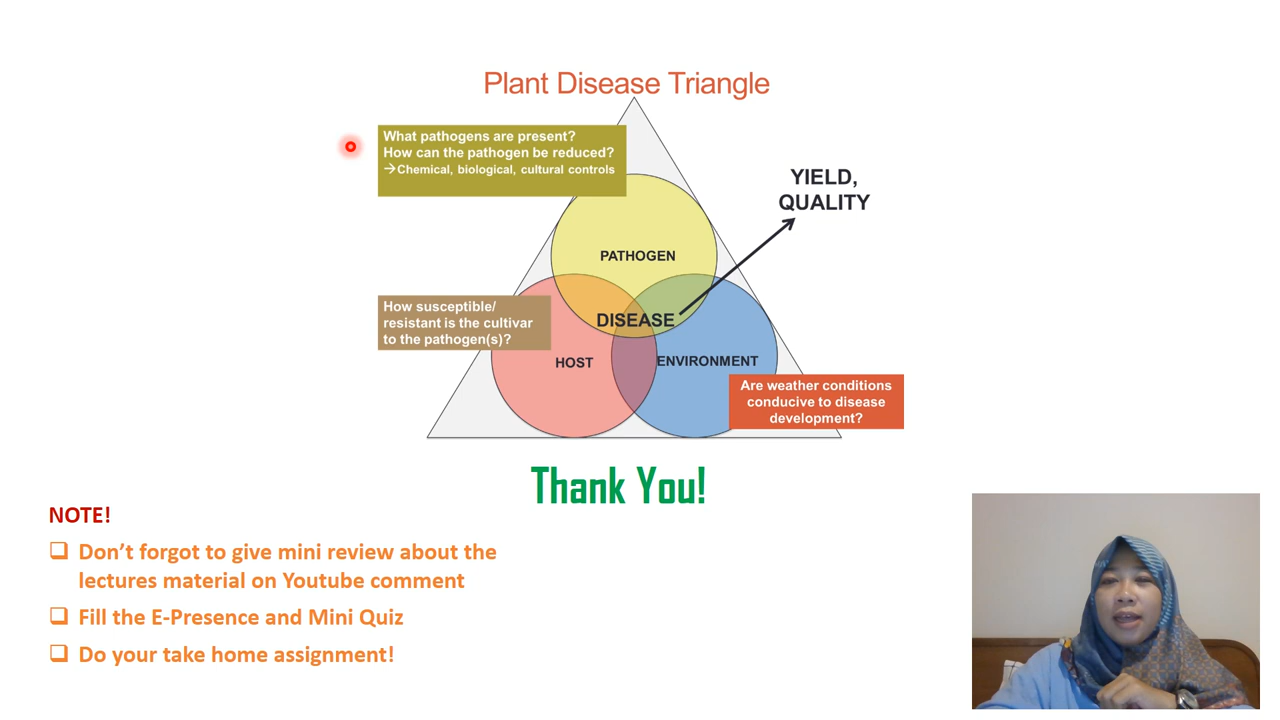 Plant Disease Triangle
What pathogens are present?
How can the pathogen be reduced?
→Chemical, biological, cultural controls
YIELD,
QUALITY
PATHOGEN
How susceptible/
resistant is the cultivar
to the pathogen(s)?
DISEASE
HOST
ENVIRONMENT
Are weather conditions
conducive to disease
development?
Thank You!
NOTE!
Don't forgot to give mini review about the
lectures material on Youtube comment
Fill the E-Presence and Mini Quiz
Do your take home assignment!